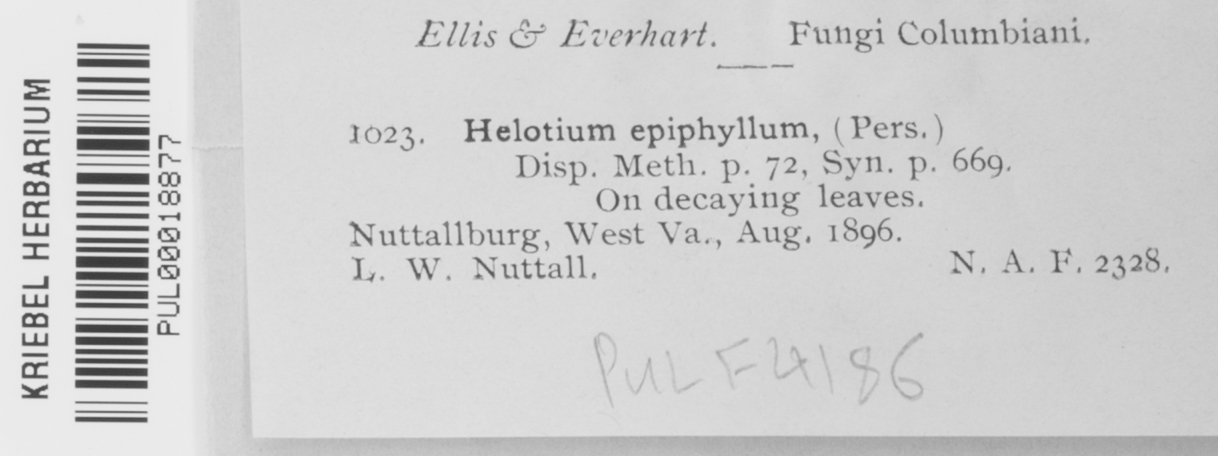 KRIEBEL HERBARIUM
PUL00018877
Ellis & Everhart. Fungi Columbiani.
1023. Helotium epiphyllum, (Pers.)
Disp. Meth. p. 72, Syn. p. 669.
On decaying leaves.
Nuttallburg, West Va., Aug. 1896.
L. W. Nuttall. N. A. F. 2328.
PUL F4186